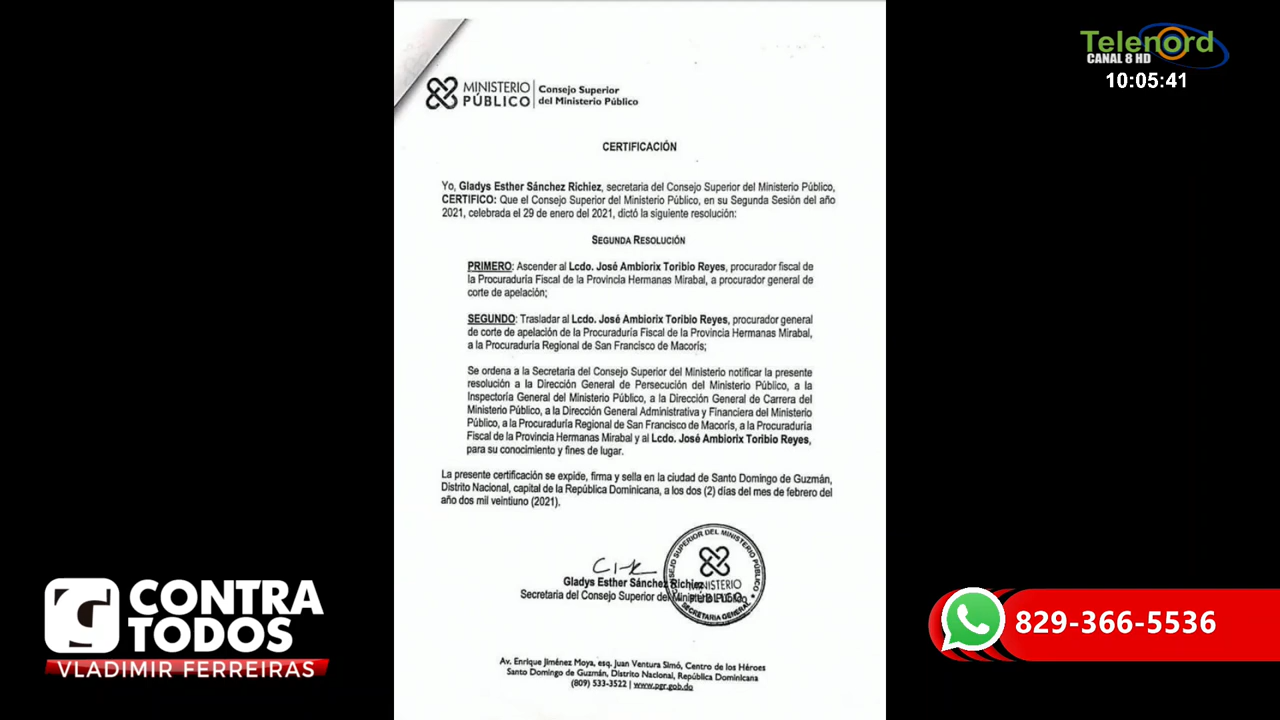 Telenord
CANAL 8 HD
10:05:41
MINISTERIO PÚBLICO
Consejo Superior
del Ministerio Público
CERTIFICACIÓN
Yo, Gladys Esther Sánchez Richiez, secretaria del Consejo Superior del Ministerio Público,
CERTIFICO: Que el Consejo Superior del Ministerio Público, en su Segunda Sesión del año
2021, celebrada el 29 de enero del 2021, dictó la siguiente resolución:
SEGUNDA RESOLUCIÓN
PRIMERO: Ascender al Lcdo. José Ambiorix Toribio Reyes, procurador fiscal de
la Procuraduría Fiscal de la Provincia Hermanas Mirabal, a procurador general de
corte de apelación;
SEGUNDO: Trasladar al Lcdo. José Ambiorix Toribio Reyes, procurador general
de corte de apelación de la Procuraduría Fiscal de la Provincia Hermanas Mirabal,
a la Procuraduría Regional de San Francisco de Macorís;
Se ordena a la Secretaría del Consejo Superior del Ministerio notificar la presente
resolución a la Dirección General de Persecución del Ministerio Público, a la
Inspectoría General del Ministerio Público, a la Dirección General de Carrera del
Ministerio Público, a la Dirección General Administrativa y Financiera del Ministerio
Público, a la Procuraduría Regional de San Francisco de Macorís, a la Procuraduría
Fiscal de la Provincia Hermanas Mirabal y al Lcdo. José Ambiorix Toribio Reyes,
para su conocimiento y fines de lugar.
La presente certificación se expide, firma y sella en la ciudad de Santo Domingo de Guzmán,
Distrito Nacional, capital de la República Dominicana, a los dos (2) días del mes de febrero del
año dos mil veintiuno (2021).
Gladys Esther Sánchez Richiez
Secretaria del Consejo Superior del Ministerio Público
CONSEJO SUPERIOR DEL MINISTERIO PÚBLICO
MINISTERIO PÚBLICO
SECRETARÍA GENERAL
Av. Enrique Jiménez Moya, esq. Juan Ventura Simó, Centro de los Héroes
Santo Domingo de Guzmán, Distrito Nacional, República Dominicana
(809) 533-3522 | www.pgr.gob.do
CONTRA
TODOS
VLADIMIR FERREIRAS
829-366-5536